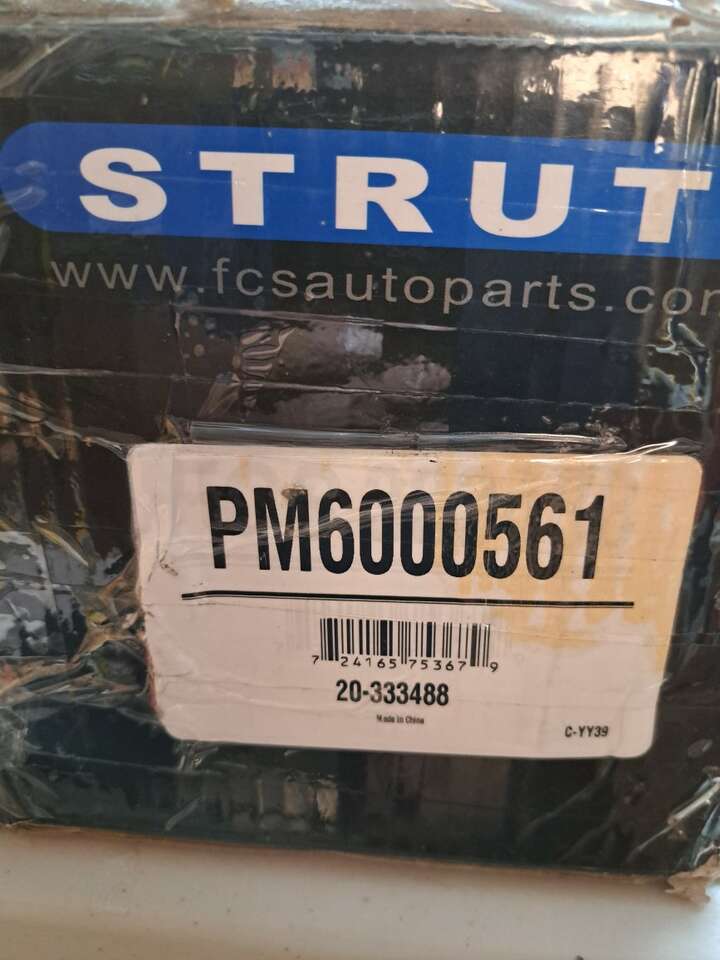 STRUT
www.fcsautoparts.com
PM6000561
7 24165 75367 9
20-333488
Made in China
C-YY39